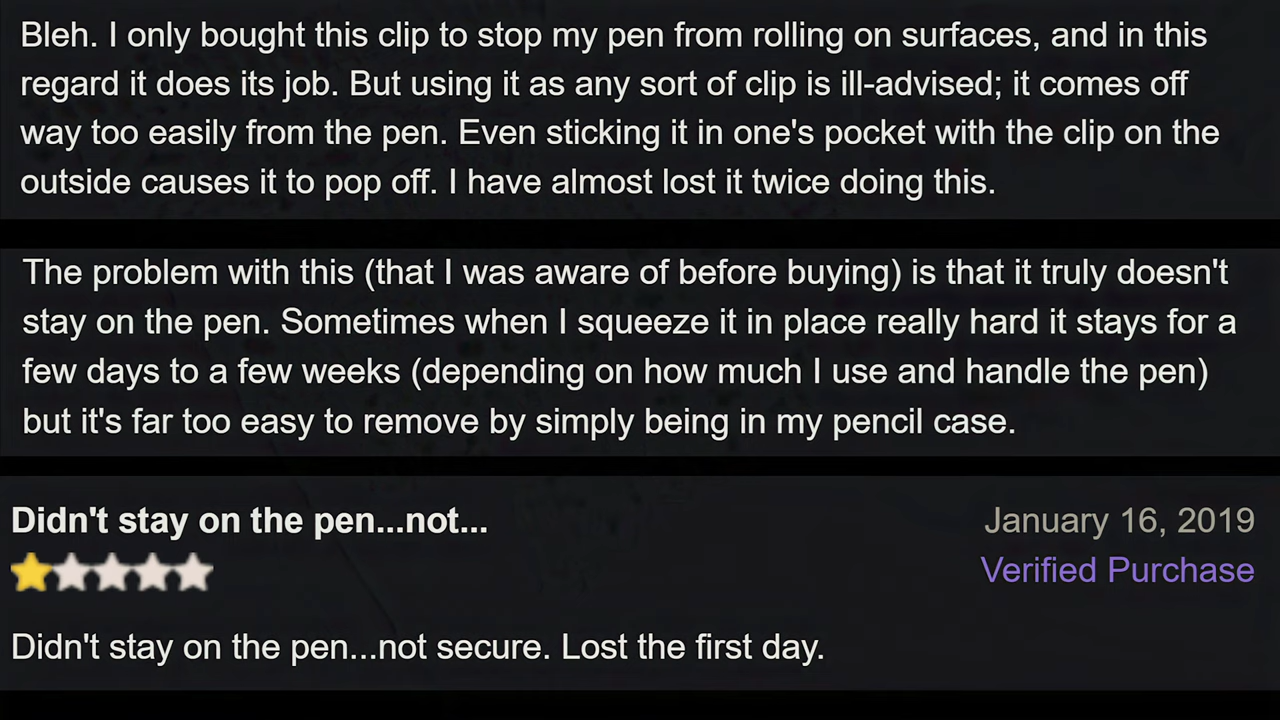 Bleh. I only bought this clip to stop my pen from rolling on surfaces, and in this
regard it does its job. But using it as any sort of clip is ill-advised; it comes off
way too easily from the pen. Even sticking it in one's pocket with the clip on the
outside causes it to pop off. I have almost lost it twice doing this.
The problem with this (that I was aware of before buying) is that it truly doesn't
stay on the pen. Sometimes when I squeeze it in place really hard it stays for a
few days to a few weeks (depending on how much I use and handle the pen)
but it's far too easy to remove by simply being in my pencil case.
Didn't stay on the pen...not...
January 16, 2019
Verified Purchase
Didn't stay on the pen...not secure. Lost the first day.